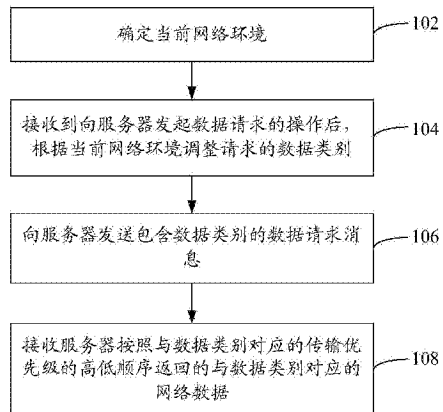 确定当前网络环境
102
接收到向服务器发起数据请求的操作后，
根据当前网络环境调整请求的数据类别
104
向服务器发送包含数据类别的数据请求消
息
106
接收服务器按照与数据类别对应的传输优
先级的高低顺序返回的与数据类别对应的
网络数据
108